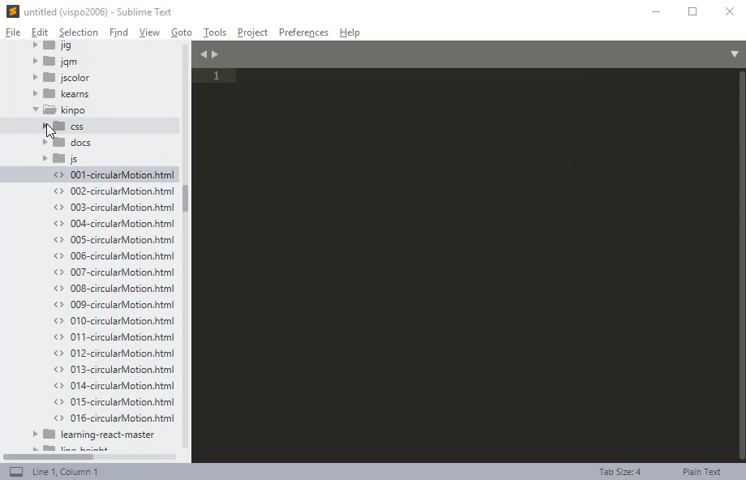 untitled (vispo2006) - Sublime Text
File Edit Selection Find View Goto Tools Project Preferences Help
jig
jqm
jscolor
kearns
kinpo
css
docs
js
001-circularMotion.html
002-circularMotion.html
003-circularMotion.html
004-circularMotion.html
005-circularMotion.html
006-circularMotion.html
007-circularMotion.html
008-circularMotion.html
009-circularMotion.html
010-circularMotion.html
011-circularMotion.html
012-circularMotion.html
013-circularMotion.html
014-circularMotion.html
015-circularMotion.html
016-circularMotion.html
learning-react-master
line-height
1
Line 1, Column 1 Tab Size: 4 Plain Text